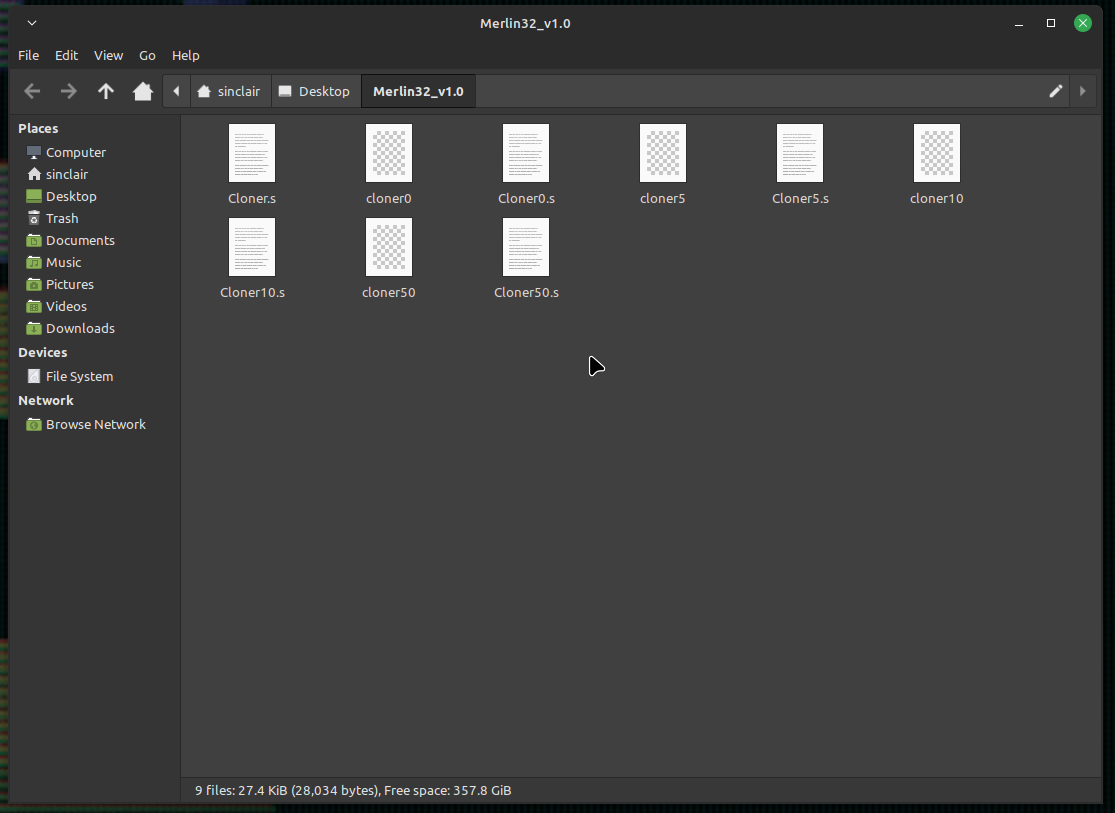 Merlin32_v1.0
File Edit View Go Help
sinclair Desktop Merlin32_v1.0
Places
Computer
sinclair
Desktop
Trash
Documents
Music
Pictures
Videos
Downloads
Devices
File System
Network
Browse Network
Cloner.s cloner0 Cloner0.s cloner5 Cloner5.s cloner10
Cloner10.s cloner50 Cloner50.s
9 files: 27.4 KiB (28,034 bytes), Free space: 357.8 GiB